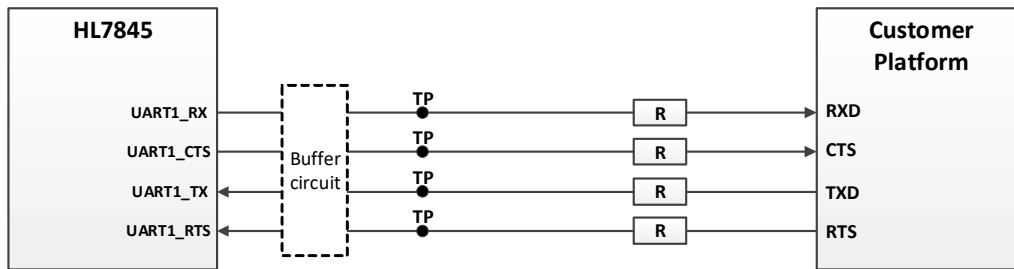 HL7845
Customer
Platform
UART1_RX
TP
R
RXD
UART1_CTS
TP
R
CTS
Buffer
circuit
UART1_TX
TP
R
TXD
UART1_RTS
TP
R
RTS